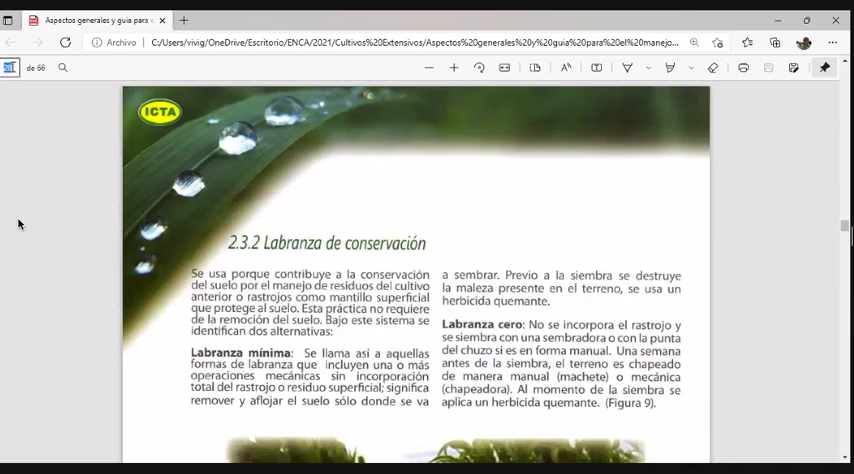 Aspectos generales y guia para e
Archivo
C:/Users/vivig/OneDrive/Escritorio/ENCA/2021/Cultivos%20Extensivos/Aspectos%20generales%20y%20guia%20para%20el%20manejo...
de 66
ICTA
2.3.2 Labranza de conservación
Se usa porque contribuye a la conservación
del suelo por el manejo de residuos del cultivo
anterior o rastrojos como mantillo superficial
que protege al suelo. Esta práctica no requiere
de la remoción del suelo. Bajo este sistema se
identifican dos alternativas:
Labranza mínima: Se llama así a aquellas
formas de labranza que incluyen una o más
operaciones mecánicas sin incorporación
total del rastrojo o residuo superficial; significa
remover y aflojar el suelo sólo donde se va
a sembrar. Previo a la siembra se destruye
la maleza presente en el terreno, se usa un
herbicida quemante.
Labranza cero: No se incorpora el rastrojo y
se siembra con una sembradora o con la punta
del chuzo si es en forma manual. Una semana
antes de la siembra, el terreno es chapeado
de manera manual (machete) o mecánica
(chapeadora). Al momento de la siembra se
aplica un herbicida quemante. (Figura 9).